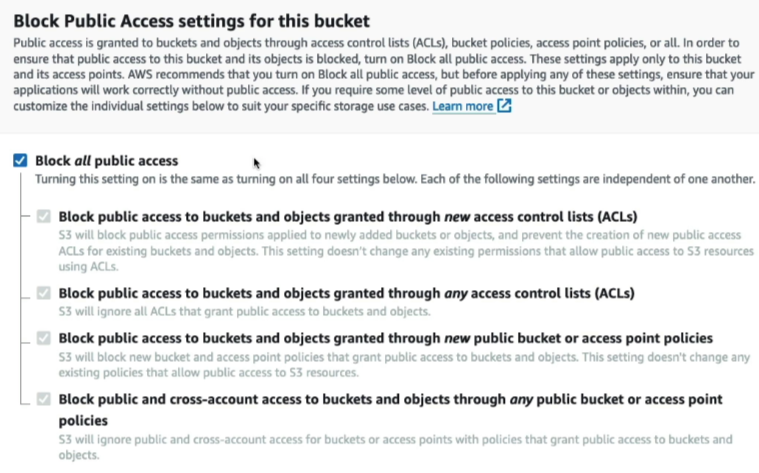 Block Public Access settings for this bucket
Public access is granted to buckets and objects through access control lists (ACLs), bucket policies, access point policies, or all. In order to
ensure that public access to this bucket and its objects is blocked, turn on Block all public access. These settings apply only to this bucket
and its access points. AWS recommends that you turn on Block all public access, but before applying any of these settings, ensure that your
applications will work correctly without public access. If you require some level of public access to this bucket or objects within, you can
customize the individual settings below to suit your specific storage use cases. Learn more
Block all public access
Turning this setting on is the same as turning on all four settings below. Each of the following settings are independent of one another.
Block public access to buckets and objects granted through new access control lists (ACLs)
S3 will block public access permissions applied to newly added buckets or objects, and prevent the creation of new public access
ACLs for existing buckets and objects. This setting doesn't change any existing permissions that allow public access to S3 resources
using ACLs.
Block public access to buckets and objects granted through any access control lists (ACLs)
S3 will ignore all ACLs that grant public access to buckets and objects.
Block public access to buckets and objects granted through new public bucket or access point policies
S3 will block new bucket and access point policies that grant public access to buckets and objects. This setting doesn't change any
existing policies that allow public access to S3 resources.
Block public and cross-account access to buckets and objects through any public bucket or access point
policies
S3 will ignore public and cross-account access for buckets or access points with policies that grant public access to buckets and
objects.